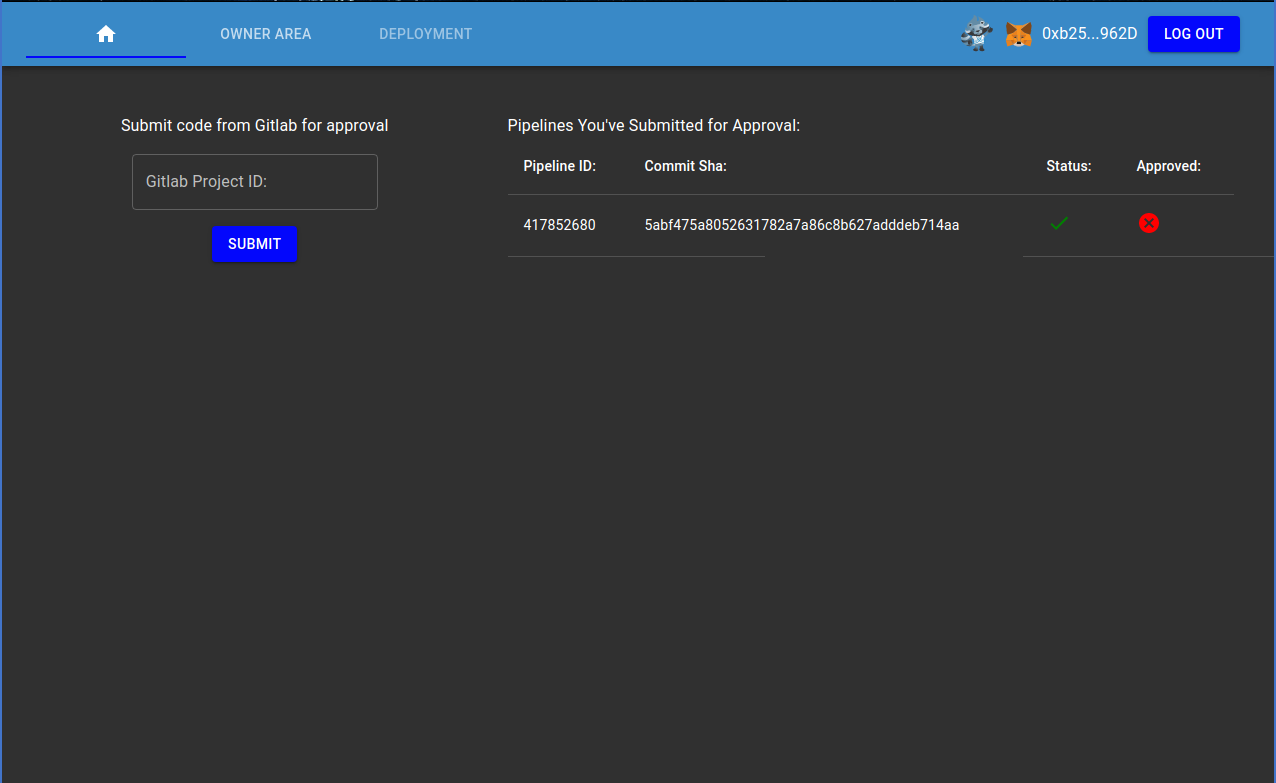 OWNER AREA
DEPLOYMENT
0xb25...962D
LOG OUT
Submit code from Gitlab for approval
Gitlab Project ID:
SUBMIT
Pipelines You've Submitted for Approval:
Pipeline ID: Commit Sha: Status: Approved:
417852680 5abf475a8052631782a7a86c8b627adddeb714aa